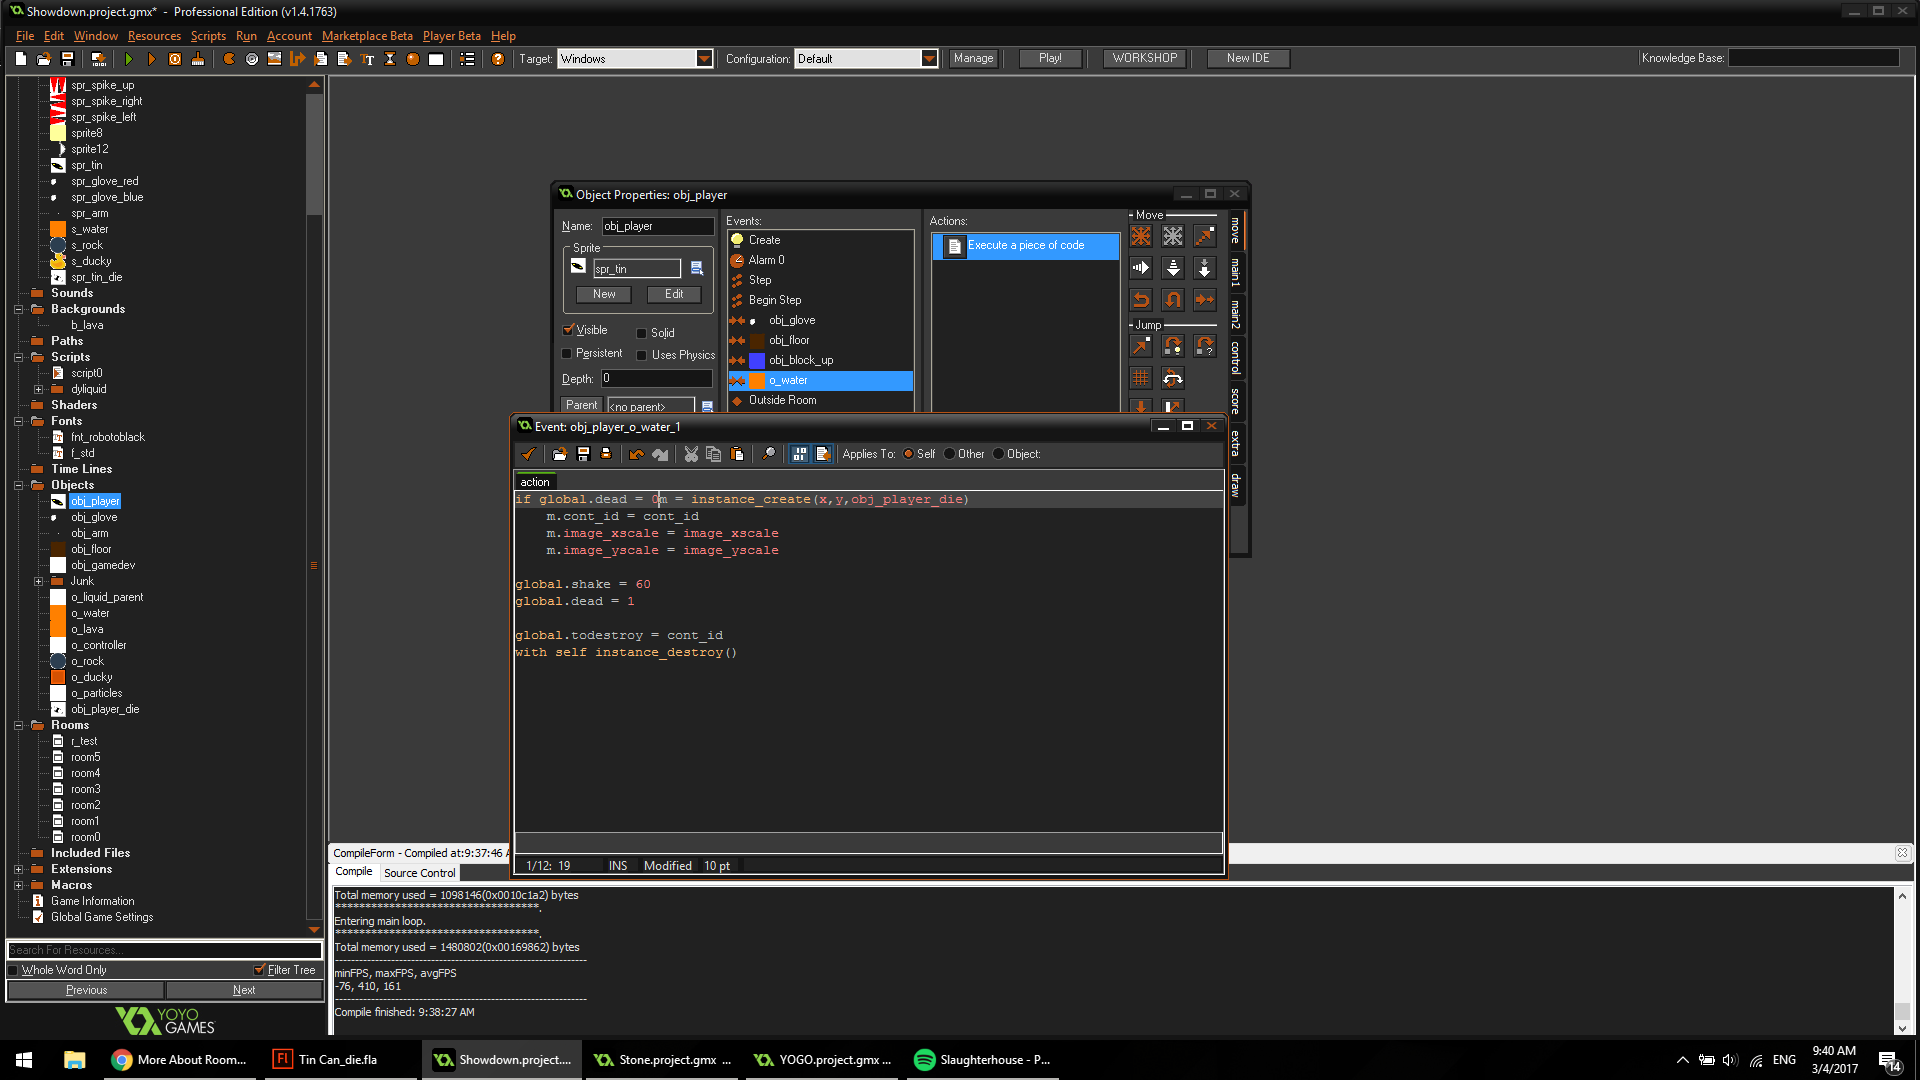 Showdown.project.gmx* - Professional Edition (v1.4.1763)
File Edit Window Resources Scripts Run Account Marketplace Beta Player Beta Help
Target: Windows Configuration: Default Manage Play! WORKSHOP New IDE Knowledge Base:
spr_spike_up
spr_spike_right
spr_spike_left
sprite8
sprite12
spr_tin
spr_glove_red
spr_glove_blue
spr_arm
s_water
s_rock
s_ducky
spr_tin_die
Sounds
Backgrounds
b_lava
Paths
Scripts
script0
dyliquid
Shaders
Fonts
fnt_robotoblack
f_std
Time Lines
Objects
obj_player
obj_glove
obj_arm
obj_floor
obj_gamedev
Junk
o_liquid_parent
o_water
o_lava
o_controller
o_rock
o_ducky
o_particles
obj_player_die
Rooms
r_test
room5
room4
room3
room2
room1
room0
Included Files
Extensions
Macros
Game Information
Global Game Settings
Search For Resources...
Whole Word Only Filter Tree
Previous Next
YOYO
GAMES
Object Properties: obj_player
Name: obj_player
Sprite
spr_tin
New Edit
Visible Solid
Persistent Uses Physics
Depth: 0
Parent <no parent>
Events:
Create
Alarm 0
Step
Begin Step
obj_glove
obj_floor
obj_block_up
o_water
Outside Room
Actions:
Execute a piece of code
Move
Jump
move
main1
main2
control
score
extra
draw
Event: obj_player_o_water_1
Applies To: Self Other Object:
action
if global.dead = 0m = instance_create(x,y,obj_player_die)
m.cont_id = cont_id
m.image_xscale = image_xscale
m.image_yscale = image_yscale
global.shake = 60
global.dead = 1
global.todestroy = cont_id
with self instance_destroy()
1/12: 19 INS Modified 10 pt
CompileForm - Compiled at:9:37:46
Compile Source Control
Total memory used = 1098146(0x0010c1a2) bytes
***********************************.
Entering main loop.
***********************************.
Total memory used = 1480802(0x00169862) bytes
minFPS, maxFPS, avgFPS
-76, 410, 161
Compile finished: 9:38:27 AM
More About Room...
Fl Tin Can_die.fla
Showdown.project....
Stone.project.gmx ...
YOGO.project.gmx ...
Slaughterhouse - P...
ENG
9:40 AM
3/4/2017
14